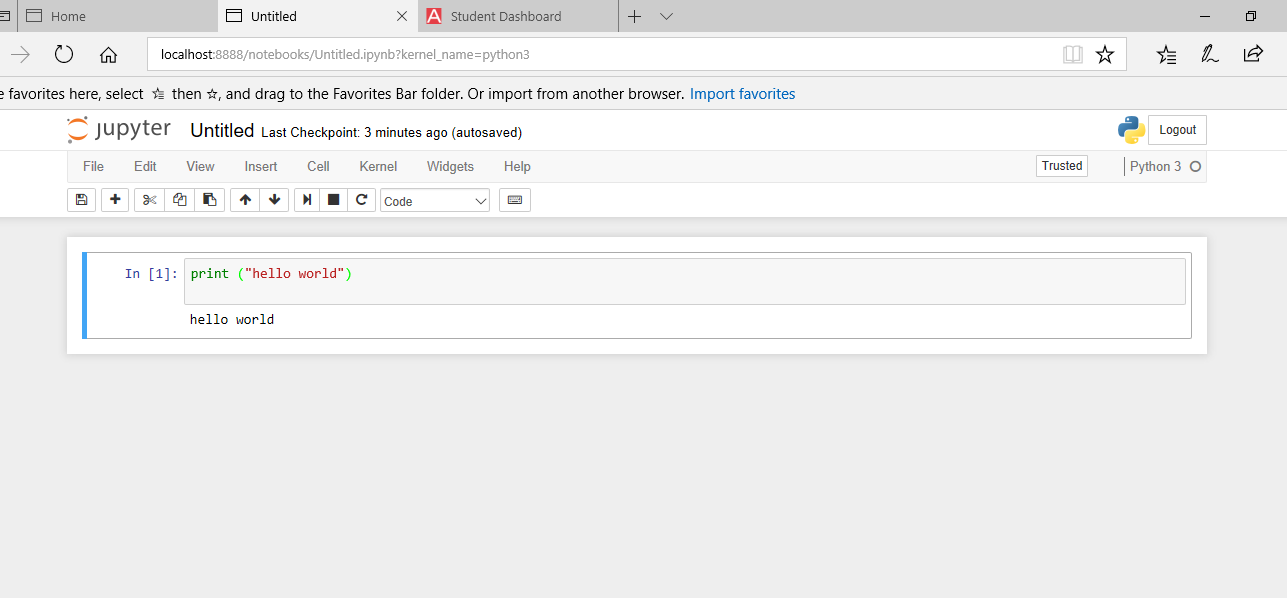 Home
Untitled
Student Dashboard
localhost:8888/notebooks/Untitled.ipynb?kernel_name=python3
e favorites here, select then , and drag to the Favorites Bar folder. Or import from another browser. Import favorites
jupyter Untitled Last Checkpoint: 3 minutes ago (autosaved) Logout
File Edit View Insert Cell Kernel Widgets Help Trusted Python 3
Code
In [1]: print ("hello world")
hello world